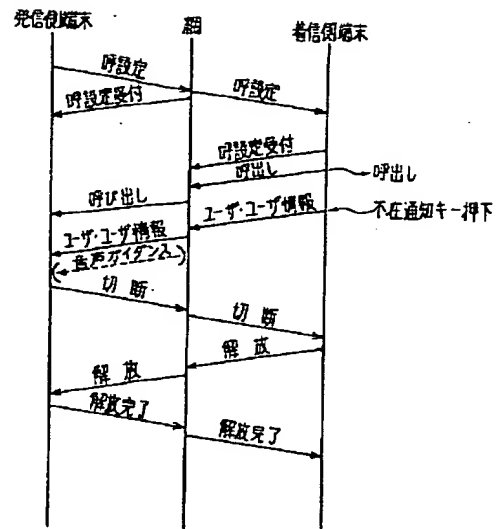 発信側端末
網
着信側端末
呼設定
呼設定
呼設定受付
呼設定受付
呼出し
呼出し
呼び出し
ユーザ・ユーザ情報
不在通知キー押下
ユーザ・ユーザ情報
(音声ガイダンス)
切断
切断
解放
解放
解放完了
解放完了